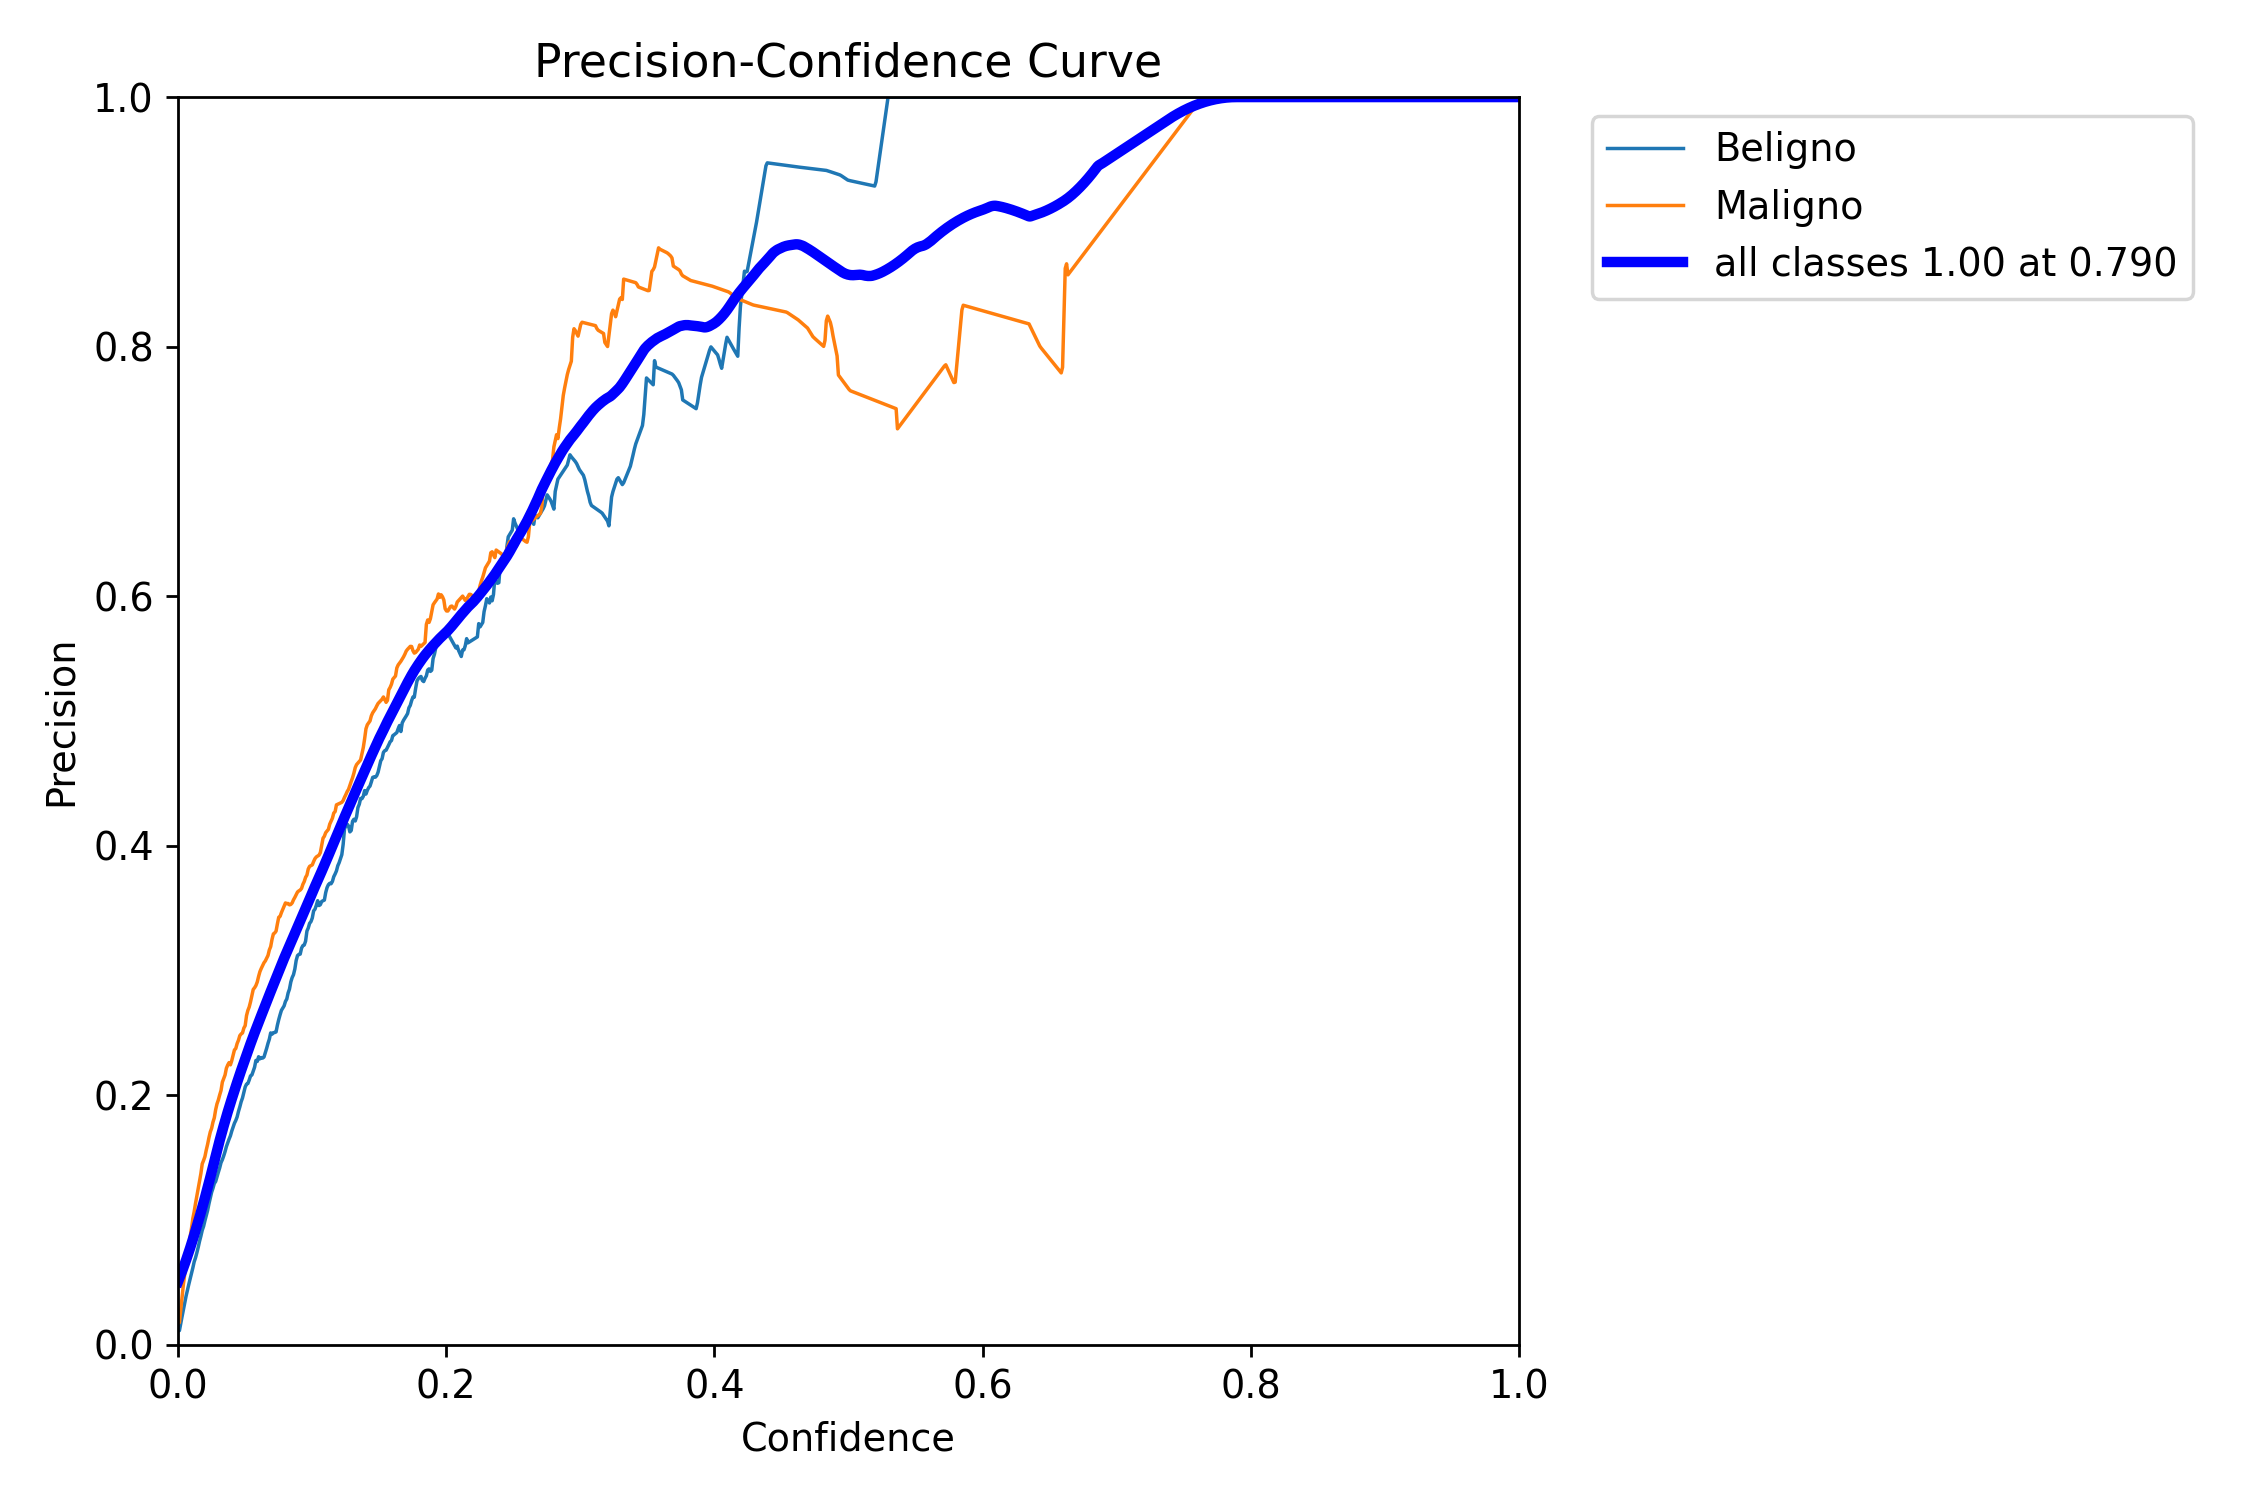 Precision-Confidence Curve
1.0
0.8
0.6
0.4
0.2
0.0
Precision
0.0 0.2 0.4 0.6 0.8 1.0
Confidence
Beligno
Maligno
all classes 1.00 at 0.790